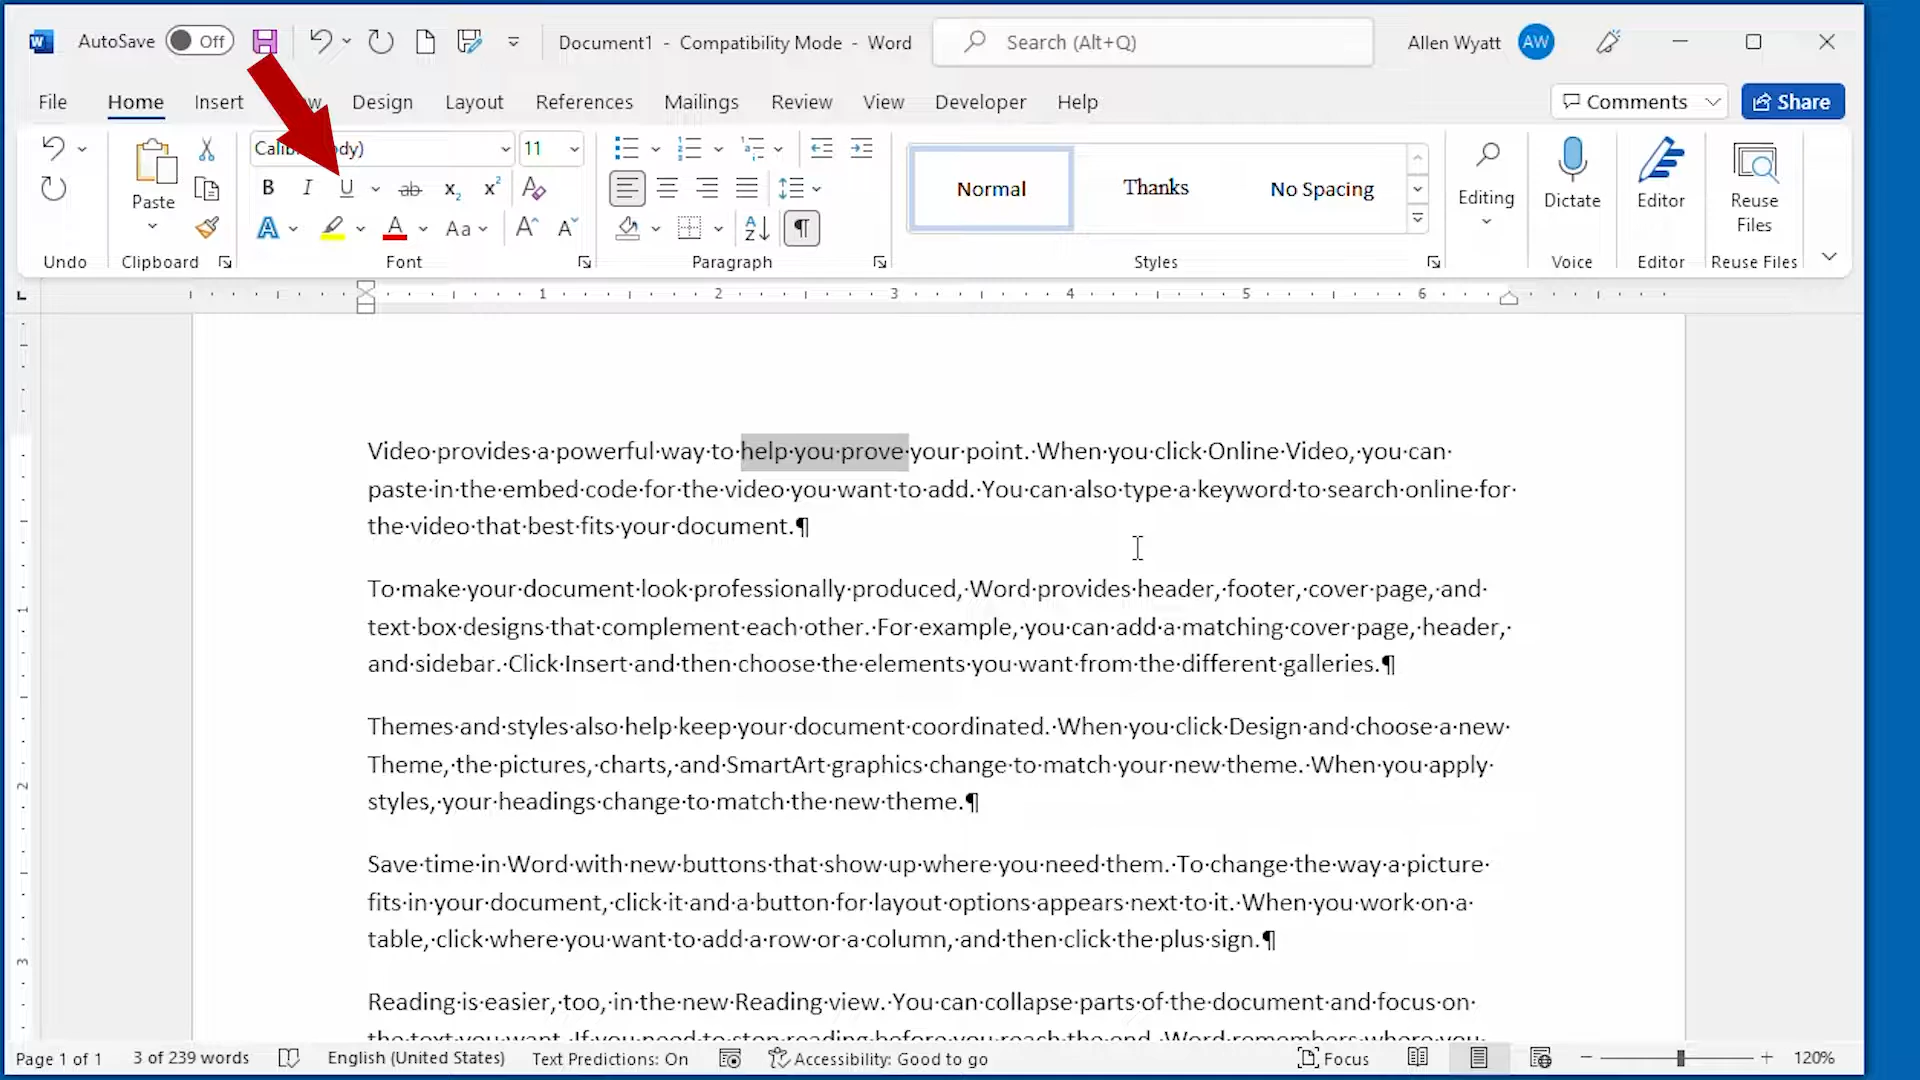 AutoSave Off Document1 - Compatibility Mode - Word Search (Alt+Q) Allen Wyatt AW
File Home Insert Design Layout References Mailings Review View Developer Help Comments Share
11
Paste
Normal Thanks No Spacing
Editing Dictate Editor Reuse Files
Undo Clipboard Font Paragraph Styles Voice Editor Reuse Files
1 2 3 4 5 6
Video provides a powerful way to help you prove your point. When you click Online Video, you can
paste in the embed code for the video you want to add. You can also type a keyword to search online for
the video that best fits your document.¶
To make your document look professionally produced, Word provides header, footer, cover page, and
text box designs that complement each other. For example, you can add a matching cover page, header,
and sidebar. Click Insert and then choose the elements you want from the different galleries.¶
Themes and styles also help keep your document coordinated. When you click Design and choose a new
Theme, the pictures, charts, and SmartArt graphics change to match your new theme. When you apply
styles, your headings change to match the new theme.¶
Save time in Word with new buttons that show up where you need them. To change the way a picture
fits in your document, click it and a button for layout options appears next to it. When you work on a
table, click where you want to add a row or a column, and then click the plus sign.¶
Reading is easier, too, in the new Reading view. You can collapse parts of the document and focus on
the text you want. If you need to stop reading before you reach the end, Word remembers where you
Page 1 of 1 3 of 239 words English (United States) Text Predictions: On Accessibility: Good to go Focus 120%